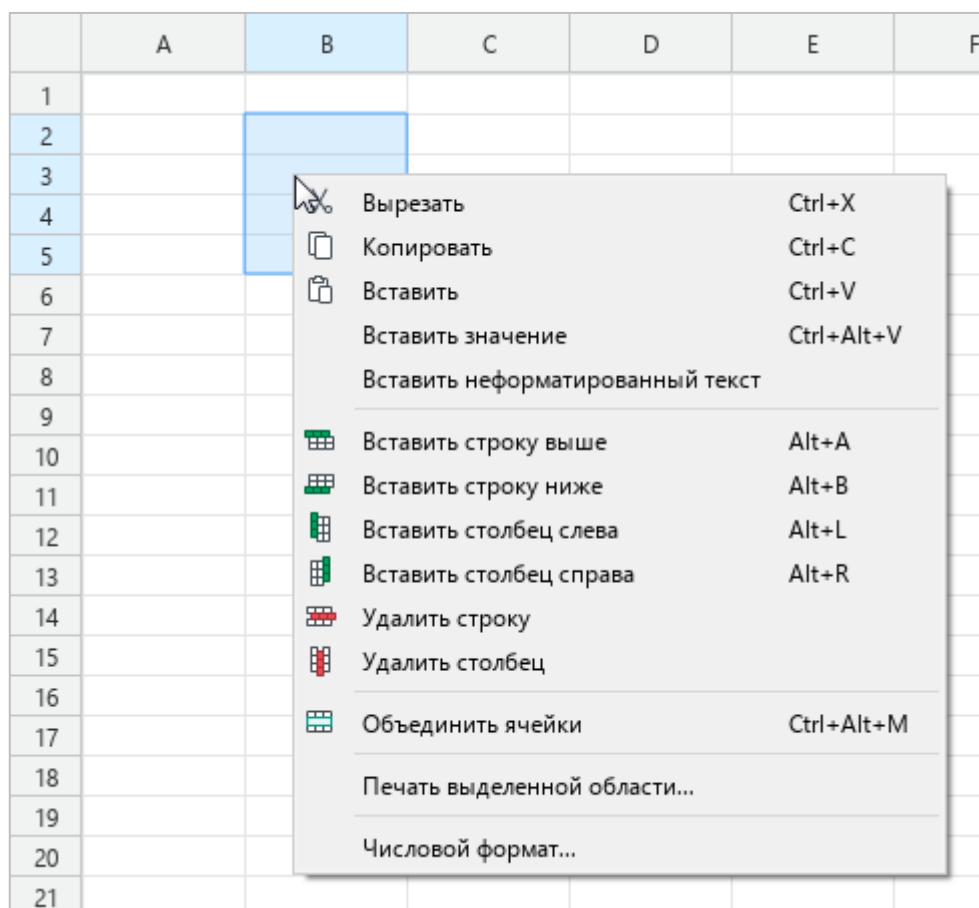 A B C D E F
1
2
3
4
5
6
7
8
9
10
11
12
13
14
15
16
17
18
19
20
21
Вырезать Ctrl+X
Копировать Ctrl+C
Вставить Ctrl+V
Вставить значение Ctrl+Alt+V
Вставить неформатированный текст
Вставить строку выше Alt+A
Вставить строку ниже Alt+B
Вставить столбец слева Alt+L
Вставить столбец справа Alt+R
Удалить строку
Удалить столбец
Объединить ячейки Ctrl+Alt+M
Печать выделенной области...
Числовой формат...